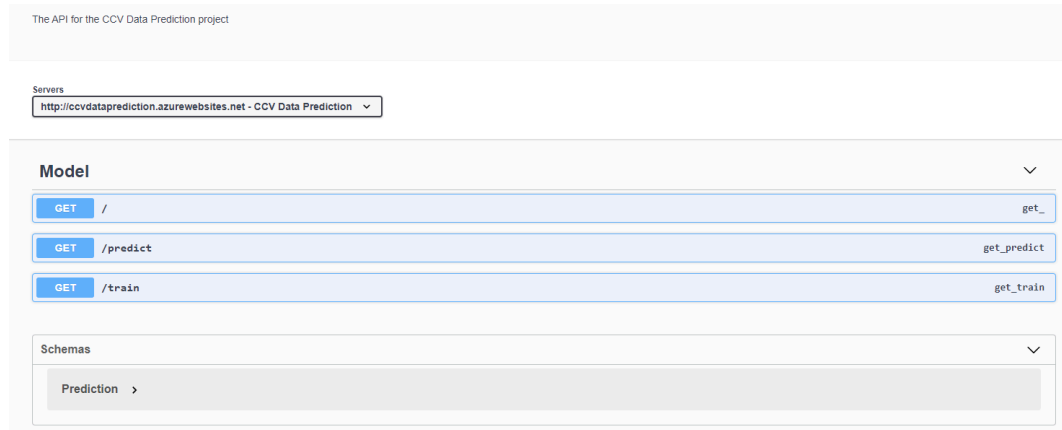 The API for the CCV Data Prediction project
Servers
http://ccvdataprediction.azurewebsites.net - CCV Data Prediction
Model
GET / get_
GET /predict get_predict
GET /train get_train
Schemas
Prediction